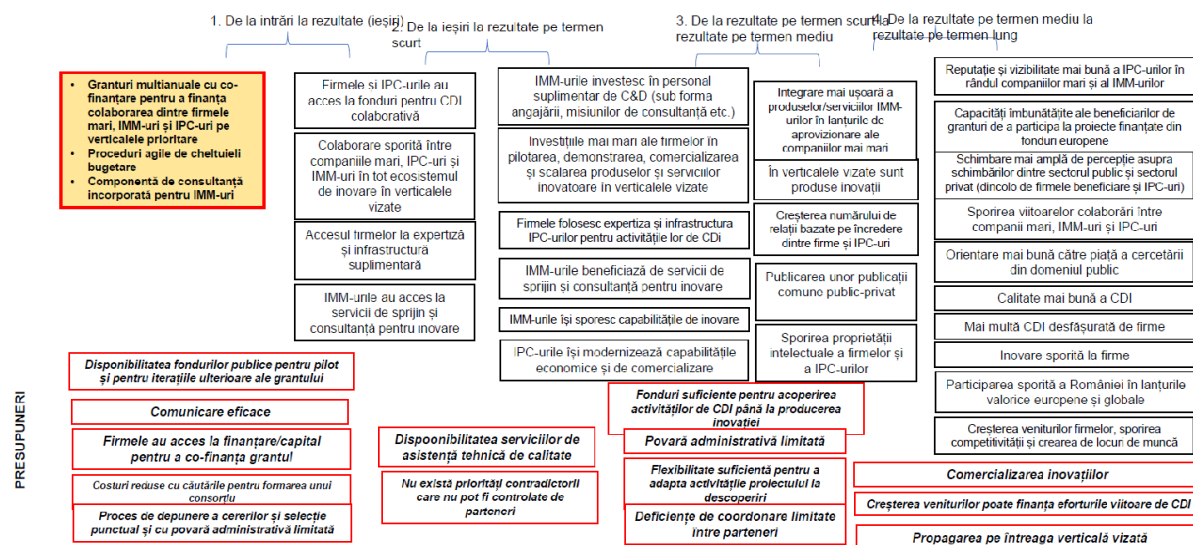 1. De la intrări la rezultate (ieșiri)
2. De la ieșiri la rezultate pe termen
scurt
3. De la rezultate pe termen scurt la
rezultate pe termen mediu
4. De la rezultate pe termen mediu la
rezultate pe termen lung
• Granturi multianuale cu co-
finanțare pentru a finanța
colaborarea dintre firmele
mari, IMM-uri și IPC-uri pe
verticalele prioritare
• Proceduri agile de cheltuieli
bugetare
• Componentă de consultanță
incorporată pentru IMM-uri
Firmele si IPC-urile au
acces la fonduri pentru CDI
colaborativă
Colaborare sporită între
companiile mari, IPC-uri și
IMM-uri în tot ecosistemul
de inovare în verticalele
vizate
Accesul firmelor la expertiză
și infrastructură
suplimentară
IMM-urile au acces la
servicii de sprijin și
consultanță pentru inovare
IMM-urile investesc în personal
suplimentar de C&D (sub forma
angajării, misiunilor de consultanță etc.)
Investițiile mai mari ale firmelor în
pilotarea, demonstrarea, comercializarea
și scalarea produselor și serviciilor
inovatoare în verticalele vizate
Firmele folosesc expertiza și infrastructura
IPC-urilor pentru activitățile lor de CDi
IMM-urile beneficiază de servicii de
sprijin și consultanță pentru inovare
IMM-urile își sporesc capabilitățile de inovare
IPC-urile își modernizează capabilitățile
economice și de comercializare
Integrare mai ușoară a
produselor/serviciilor IMM-
urilor în lanțurile de
aprovizionare ale
companiilor mai mari
În verticalele vizate sunt
produse inovații
Creșterea numărului de
relații bazate pe încredere
dintre firme și IPC-uri
Publicarea unor publicații
comune public-privat
Sporirea proprietății
intelectuale a firmelor și
a IPC-urilor
Reputație și vizibilitate mai bună a IPC-urilor în
rândul companiilor mari și al IMM-urilor
Capacități îmbunătățite ale beneficiarilor de
granturi de a participa la proiecte finanțate din
fonduri europene
Schimbare mai amplă de percepție asupra
schimbărilor dintre sectorul public și sectorul
privat (dincolo de firmele beneficiare și IPC-uri)
Sporirea viitoarelor colaborări între
companii mari, IMM-uri și IPC-uri
Orientare mai bună către piață a cercetării
din domeniul public
Calitate mai bună a CDI
Mai multă CDI desfășurată de firme
Inovare sporită la firme
Participarea sporită a României în lanțurile
valorice europene și globale
Creșterea veniturilor firmelor, sporirea
competitivității și crearea de locuri de muncă
PRESUPUNERI
Disponibilitatea fondurilor publice pentru pilot
și pentru iterațiile ulterioare ale grantului
Comunicare eficace
Firmele au acces la finanțare/capital
pentru a co-finanța grantul
Costuri reduse cu căutările pentru formarea unui
consorțiu
Proces de depunere a cererilor și selecție
punctual și cu povară administrativă limitată
Dispoonibilitatea serviciilor de
asistență tehnică de calitate
Nu există priorități contradictorii
care nu pot fi controlate de
parteneri
Fonduri suficiente pentru acoperirea
activităților de CDI până la producerea
inovației
Povară administrativă limitată
Flexibilitate suficientă pentru a
adapta activitățile proiectului la
descoperiri
Deficiențe de coordonare limitate
între parteneri
Comercializarea inovațiilor
Creșterea veniturilor poate finanța eforturile viitoare de CDI
Propagarea pe întreaga verticală vizată